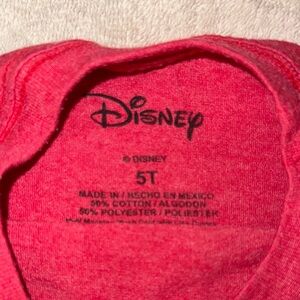 Disney
© DISNEY
5T
MADE IN / HECHO EN MEXICO
50% COTTON / ALGODON
50% POLYESTER / POLIESTER